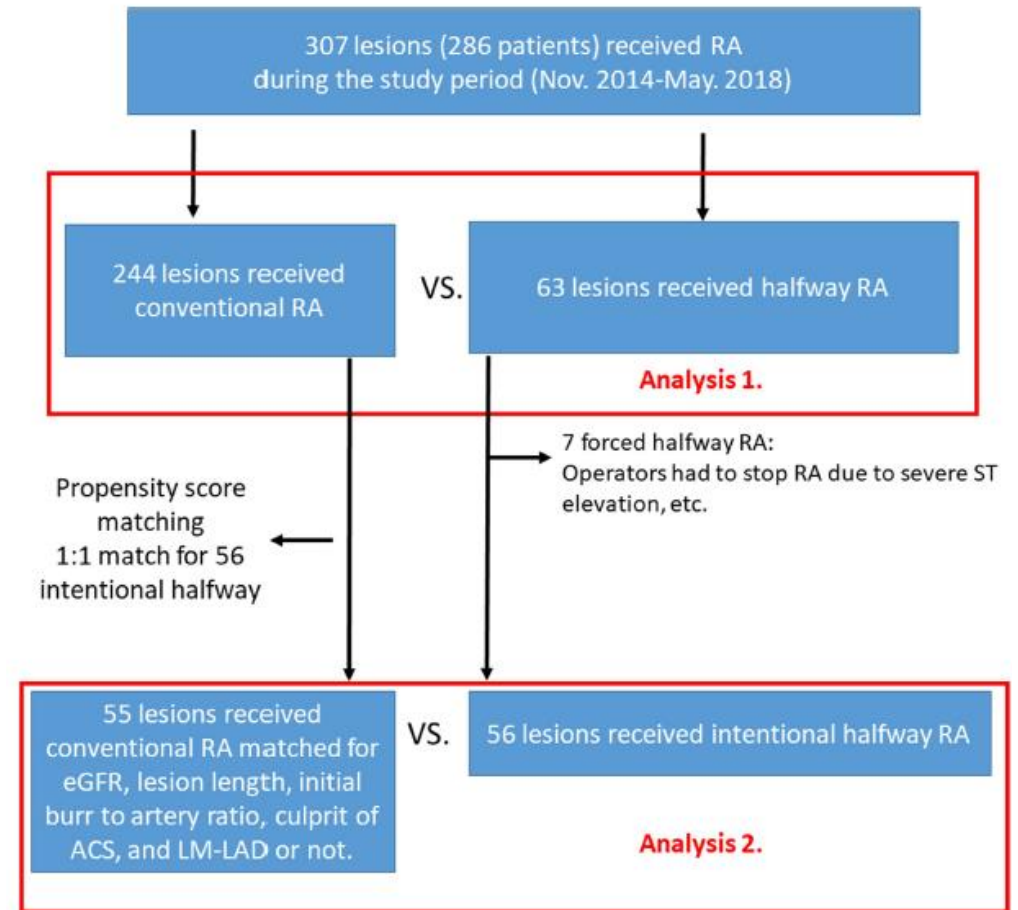 307 lesions (286 patients) received RA
during the study period (Nov. 2014-May. 2018)
244 lesions received
conventional RA
VS.
63 lesions received halfway RA
Analysis 1.
7 forced halfway RA:
Operators had to stop RA due to severe ST
elevation, etc.
Propensity score
matching
1:1 match for 56
intentional halfway
55 lesions received
conventional RA matched for
eGFR, lesion length, initial
burr to artery ratio, culprit of
ACS, and LM-LAD or not.
VS.
56 lesions received intentional halfway RA
Analysis 2.